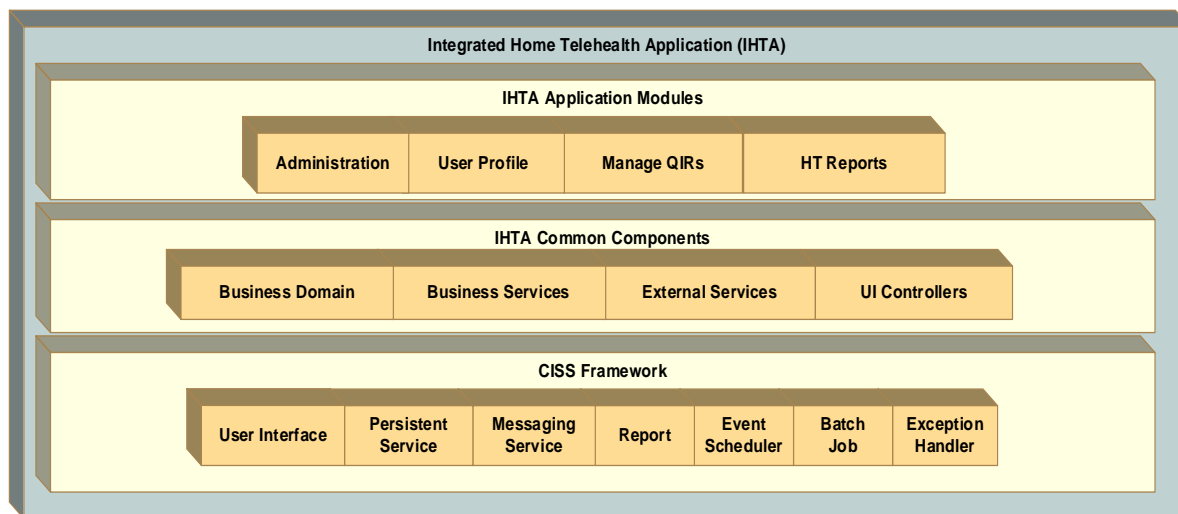 Integrated Home Telehealth Application (IHTA)
IHTA Application Modules
Administration
User Profile
Manage QIRs
HT Reports
IHTA Common Components
Business Domain
Business Services
External Services
UI Controllers
CISS Framework
User Interface
Persistent
Service
Messaging
Service
Report
Event
Scheduler
Batch
Job
Exception
Handler